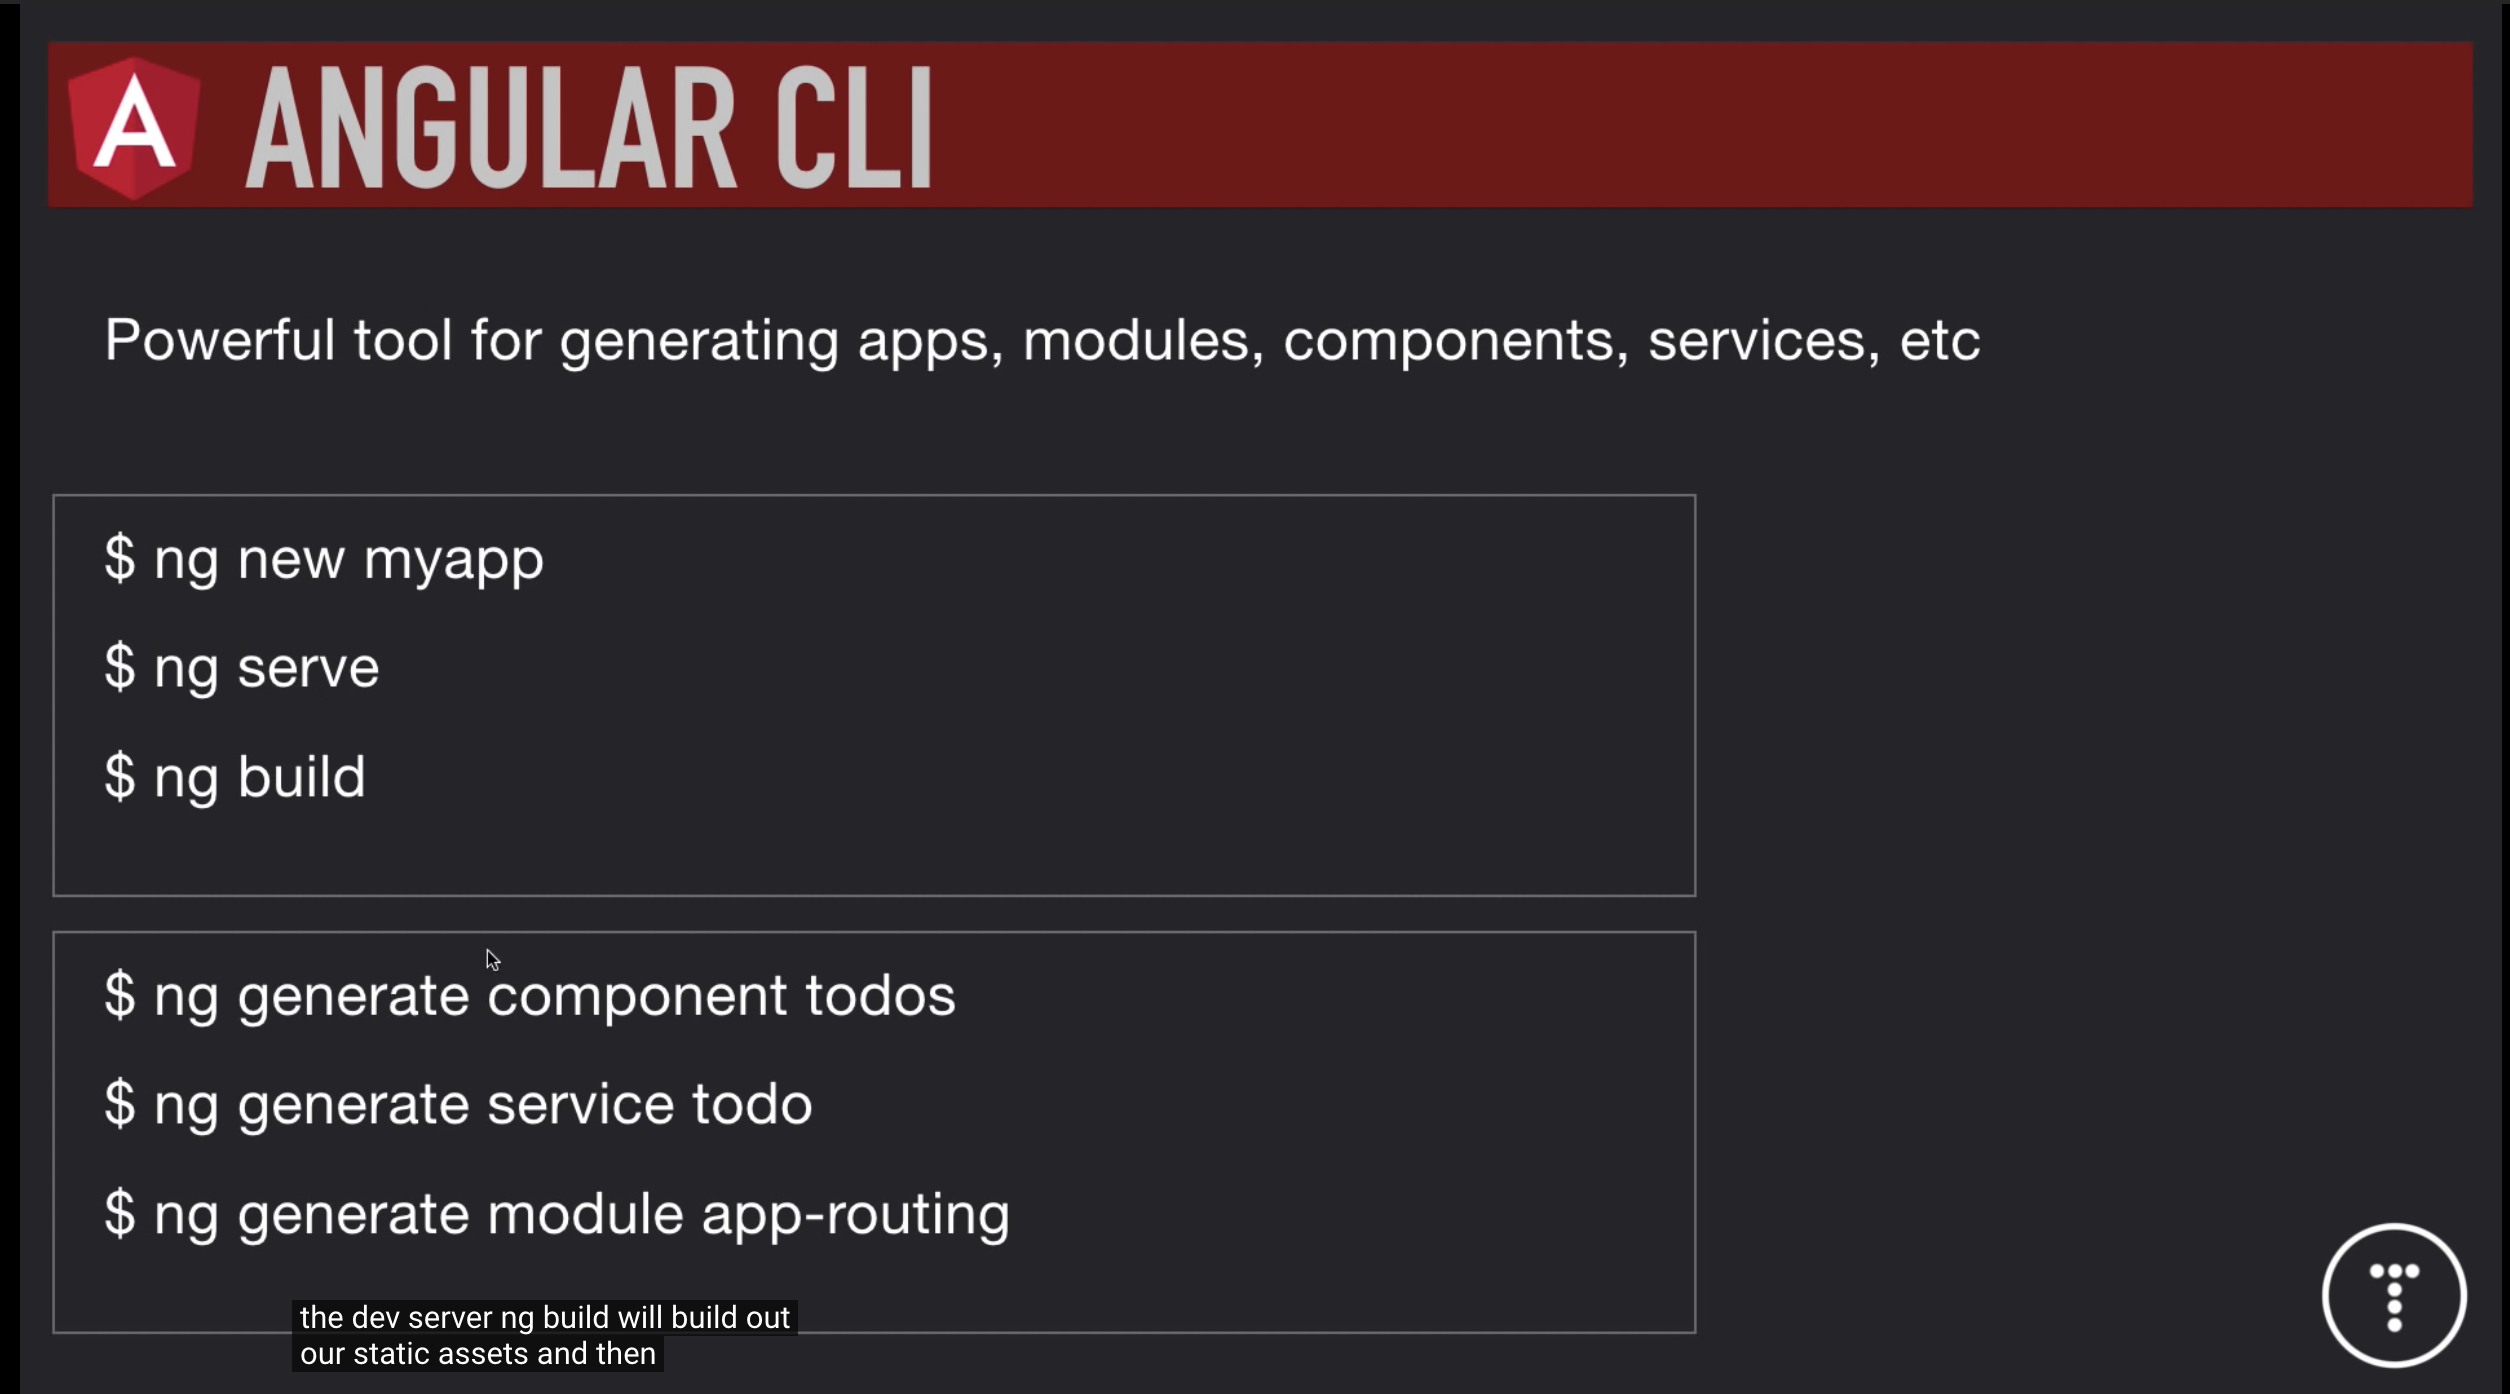 A ANGULAR CLI
Powerful tool for generating apps, modules, components, services, etc
$ ng new myapp
$ ng serve
$ ng build
$ ng generate component todos
$ ng generate service todo
$ ng generate module app-routing
the dev server ng build will build out
our static assets and then
T